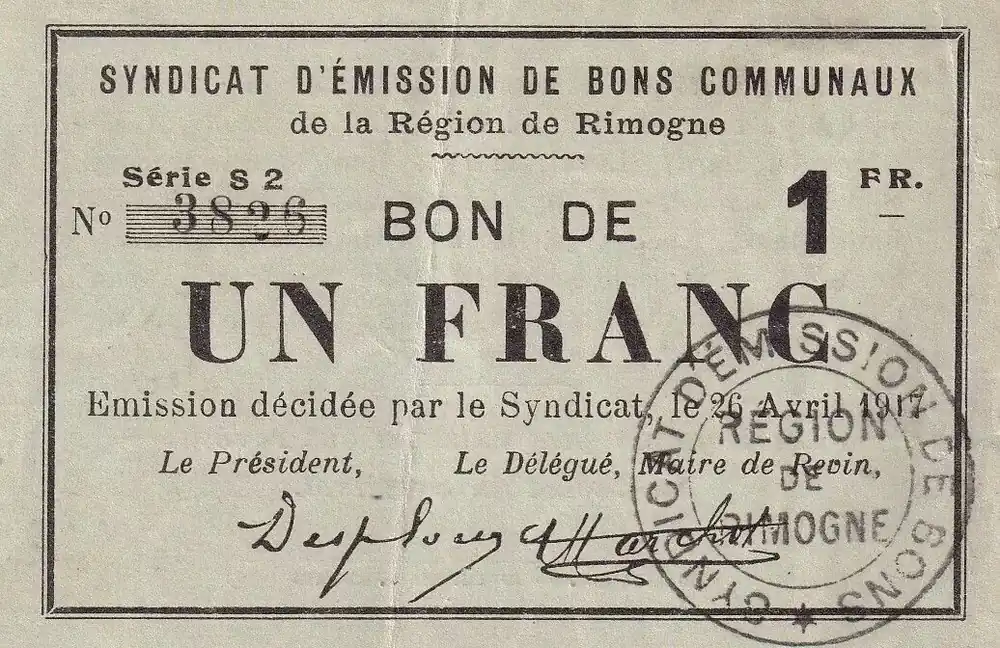 SYNDICAT D'ÉMISSION DE BONS COMMUNAUX
de la Région de Rimogne
Série S 2
No 3826
BON DE 1 FR.
UN FRANC
Emission décidée par le Syndicat, le 26 Avril 1917
Le Président, Le Délégué, Maire de Revin,
SYNDICAT D'ÉMISSION DE BONS
RÉGION
DE
RIMOGNE